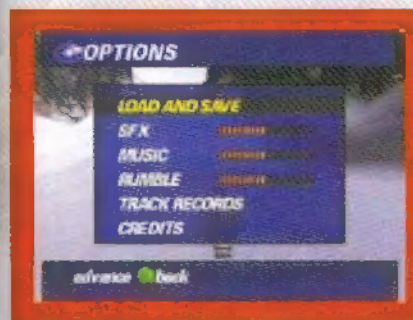 OPTIONS
LOAD AND SAVE
SFX
MUSIC
RUMBLE
TRACK RECORDS
CREDITS
advance back